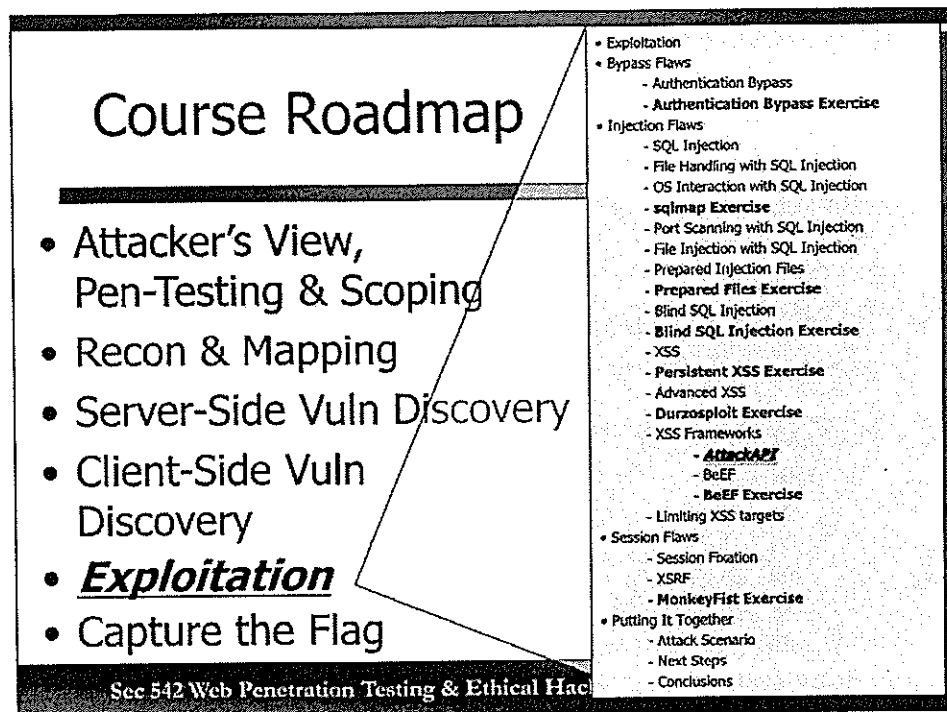 Course Roadmap
• Attacker's View,
Pen-Testing & Scoping
• Recon & Mapping
• Server-Side Vuln Discovery
• Client-Side Vuln
Discovery
• Exploitation
• Capture the Flag
Sec 542 Web Penetration Testing & Ethical Hac
• Exploitation
• Bypass Flaws
- Authentication Bypass
- Authentication Bypass Exercise
• Injection Flaws
- SQL Injection
- File Handling with SQL Injection
- OS Interaction with SQL Injection
- sqlmap Exercise
- Port Scanning with SQL Injection
- File Injection with SQL Injection
- Prepared Injection Files
- Prepared Files Exercise
- Blind SQL Injection
- Blind SQL Injection Exercise
- XSS
- Persistent XSS Exercise
- Advanced XSS
- Durzosploit Exercise
- XSS Frameworks
- AttackAPI
- BeEF
- BeEF Exercise
- Limiting XSS targets
• Session Flaws
- Session Fixation
- XSRF
- MonkeyFist Exercise
• Putting It Together
- Attack Scenario
- Next Steps
- Conclusions